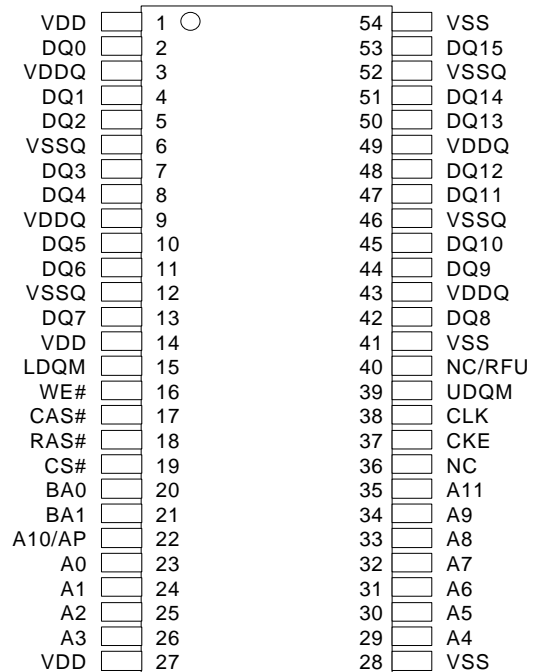 VDD 1 54 VSS
DQ0 2 53 DQ15
VDDQ 3 52 VSSQ
DQ1 4 51 DQ14
DQ2 5 50 DQ13
VSSQ 6 49 VDDQ
DQ3 7 48 DQ12
DQ4 8 47 DQ11
VDDQ 9 46 VSSQ
DQ5 10 45 DQ10
DQ6 11 44 DQ9
VSSQ 12 43 VDDQ
DQ7 13 42 DQ8
VDD 14 41 VSS
LDQM 15 40 NC/RFU
WE# 16 39 UDQM
CAS# 17 38 CLK
RAS# 18 37 CKE
CS# 19 36 NC
BA0 20 35 A11
BA1 21 34 A9
A10/AP 22 33 A8
A0 23 32 A7
A1 24 31 A6
A2 25 30 A5
A3 26 29 A4
VDD 27 28 VSS